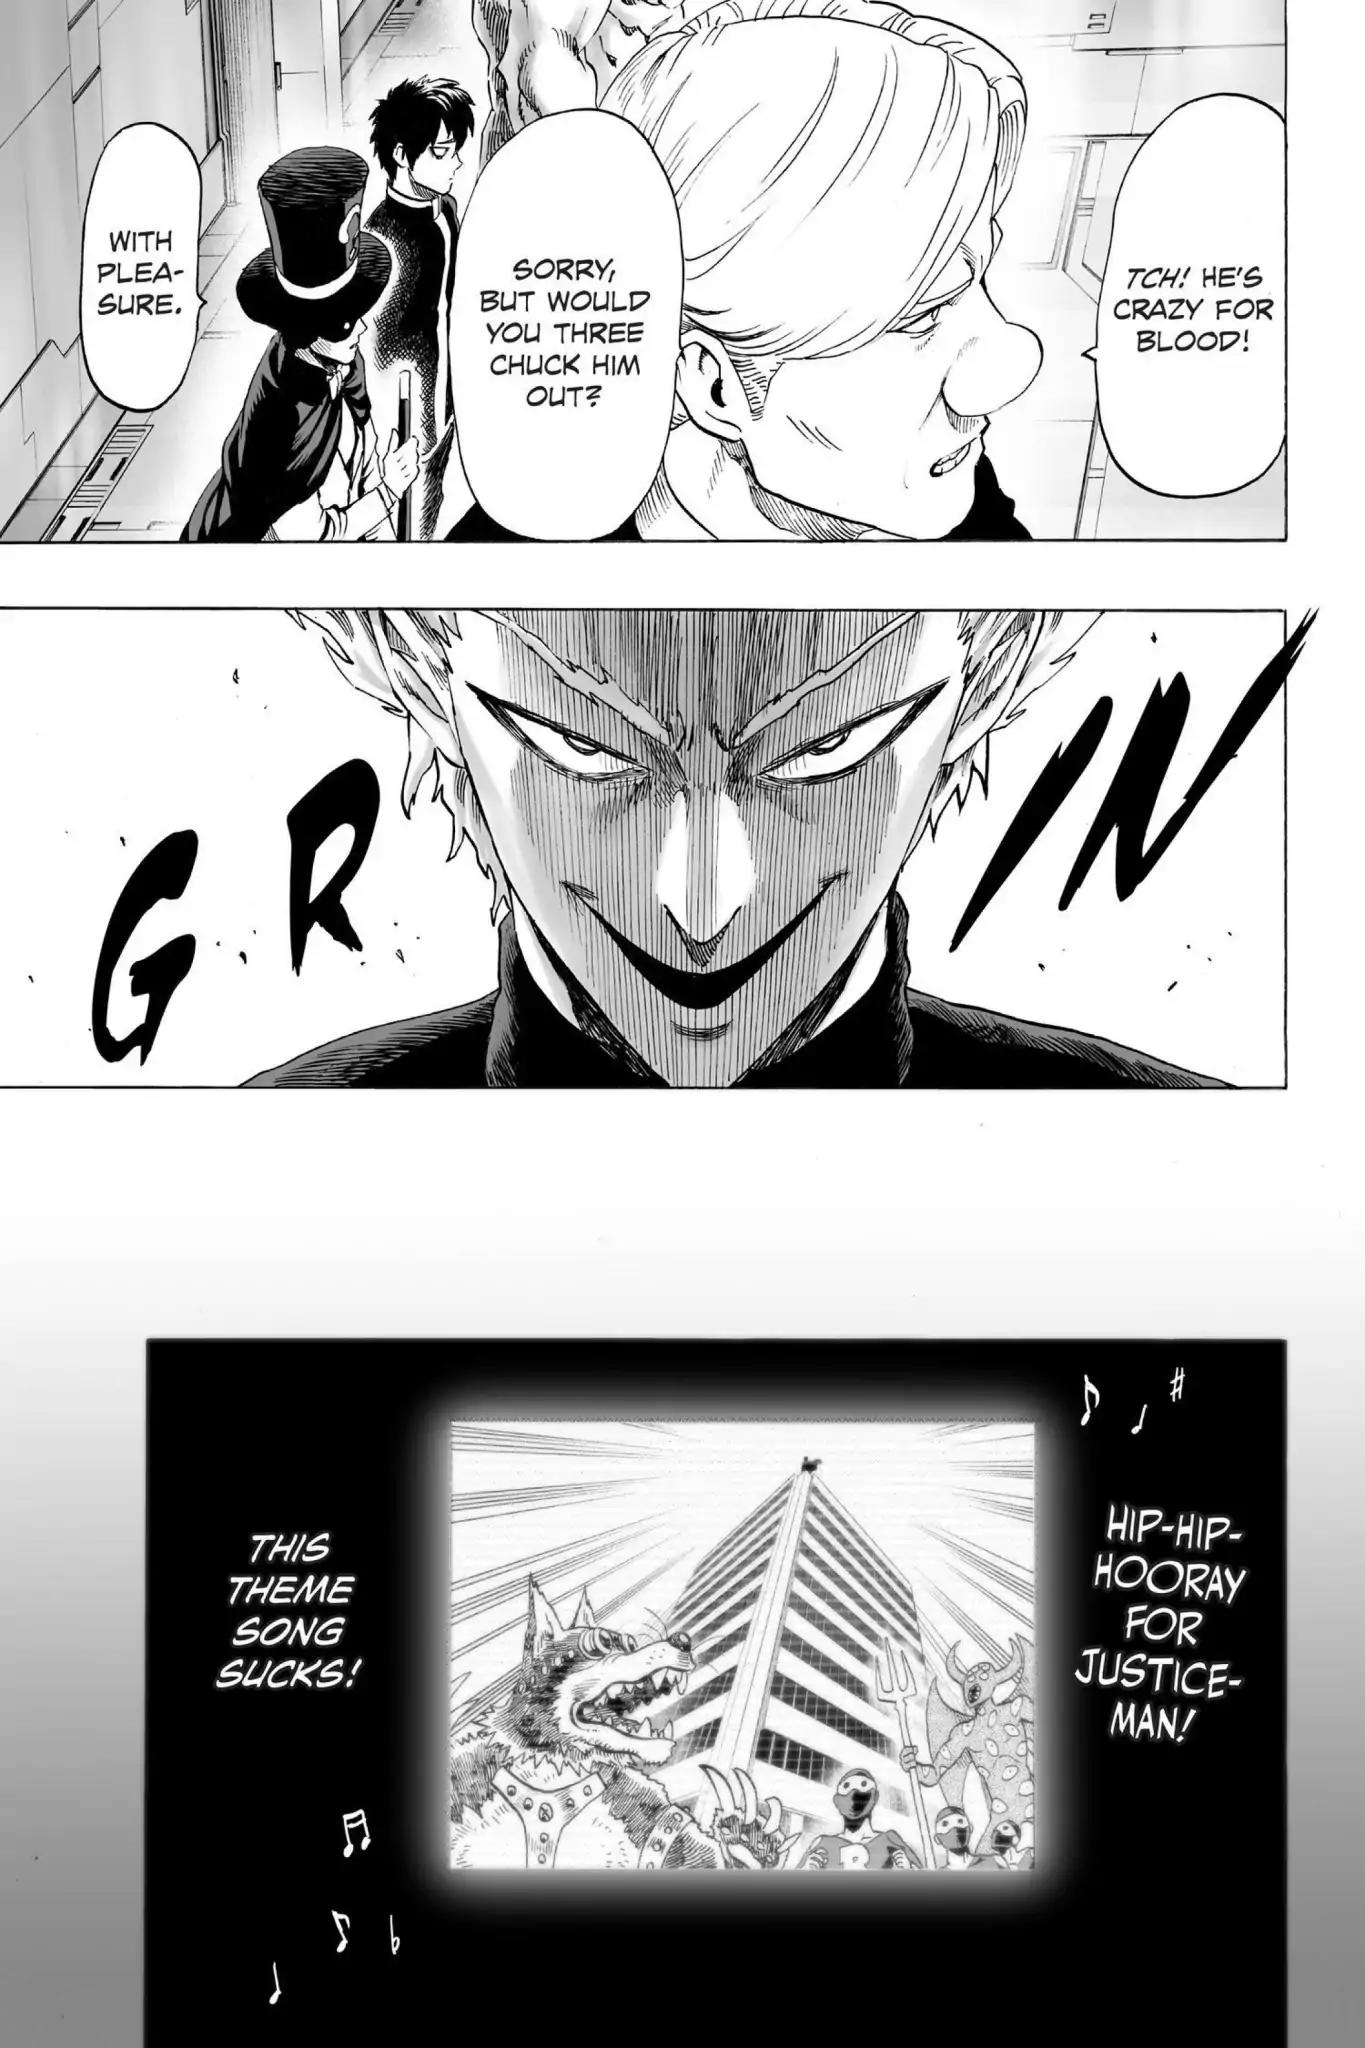 TCH! HE'S
CRAZY FOR
BLOOD!
SORRY,
BUT WOULD
YOU THREE
CHUCK HIM
OUT?
WITH
PLEA-
SURE.
GRIN
HIP-HIP-
HOORAY
FOR
JUSTICE-
MAN!
THIS
THEME
SONG
SUCKS!
B